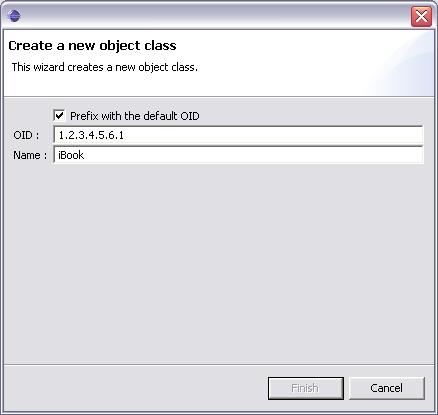 Create a new object class
This wizard creates a new object class.
Prefix with the default OID
OID : 1.2.3.4.5.6.1
Name : iBook
Finish Cancel